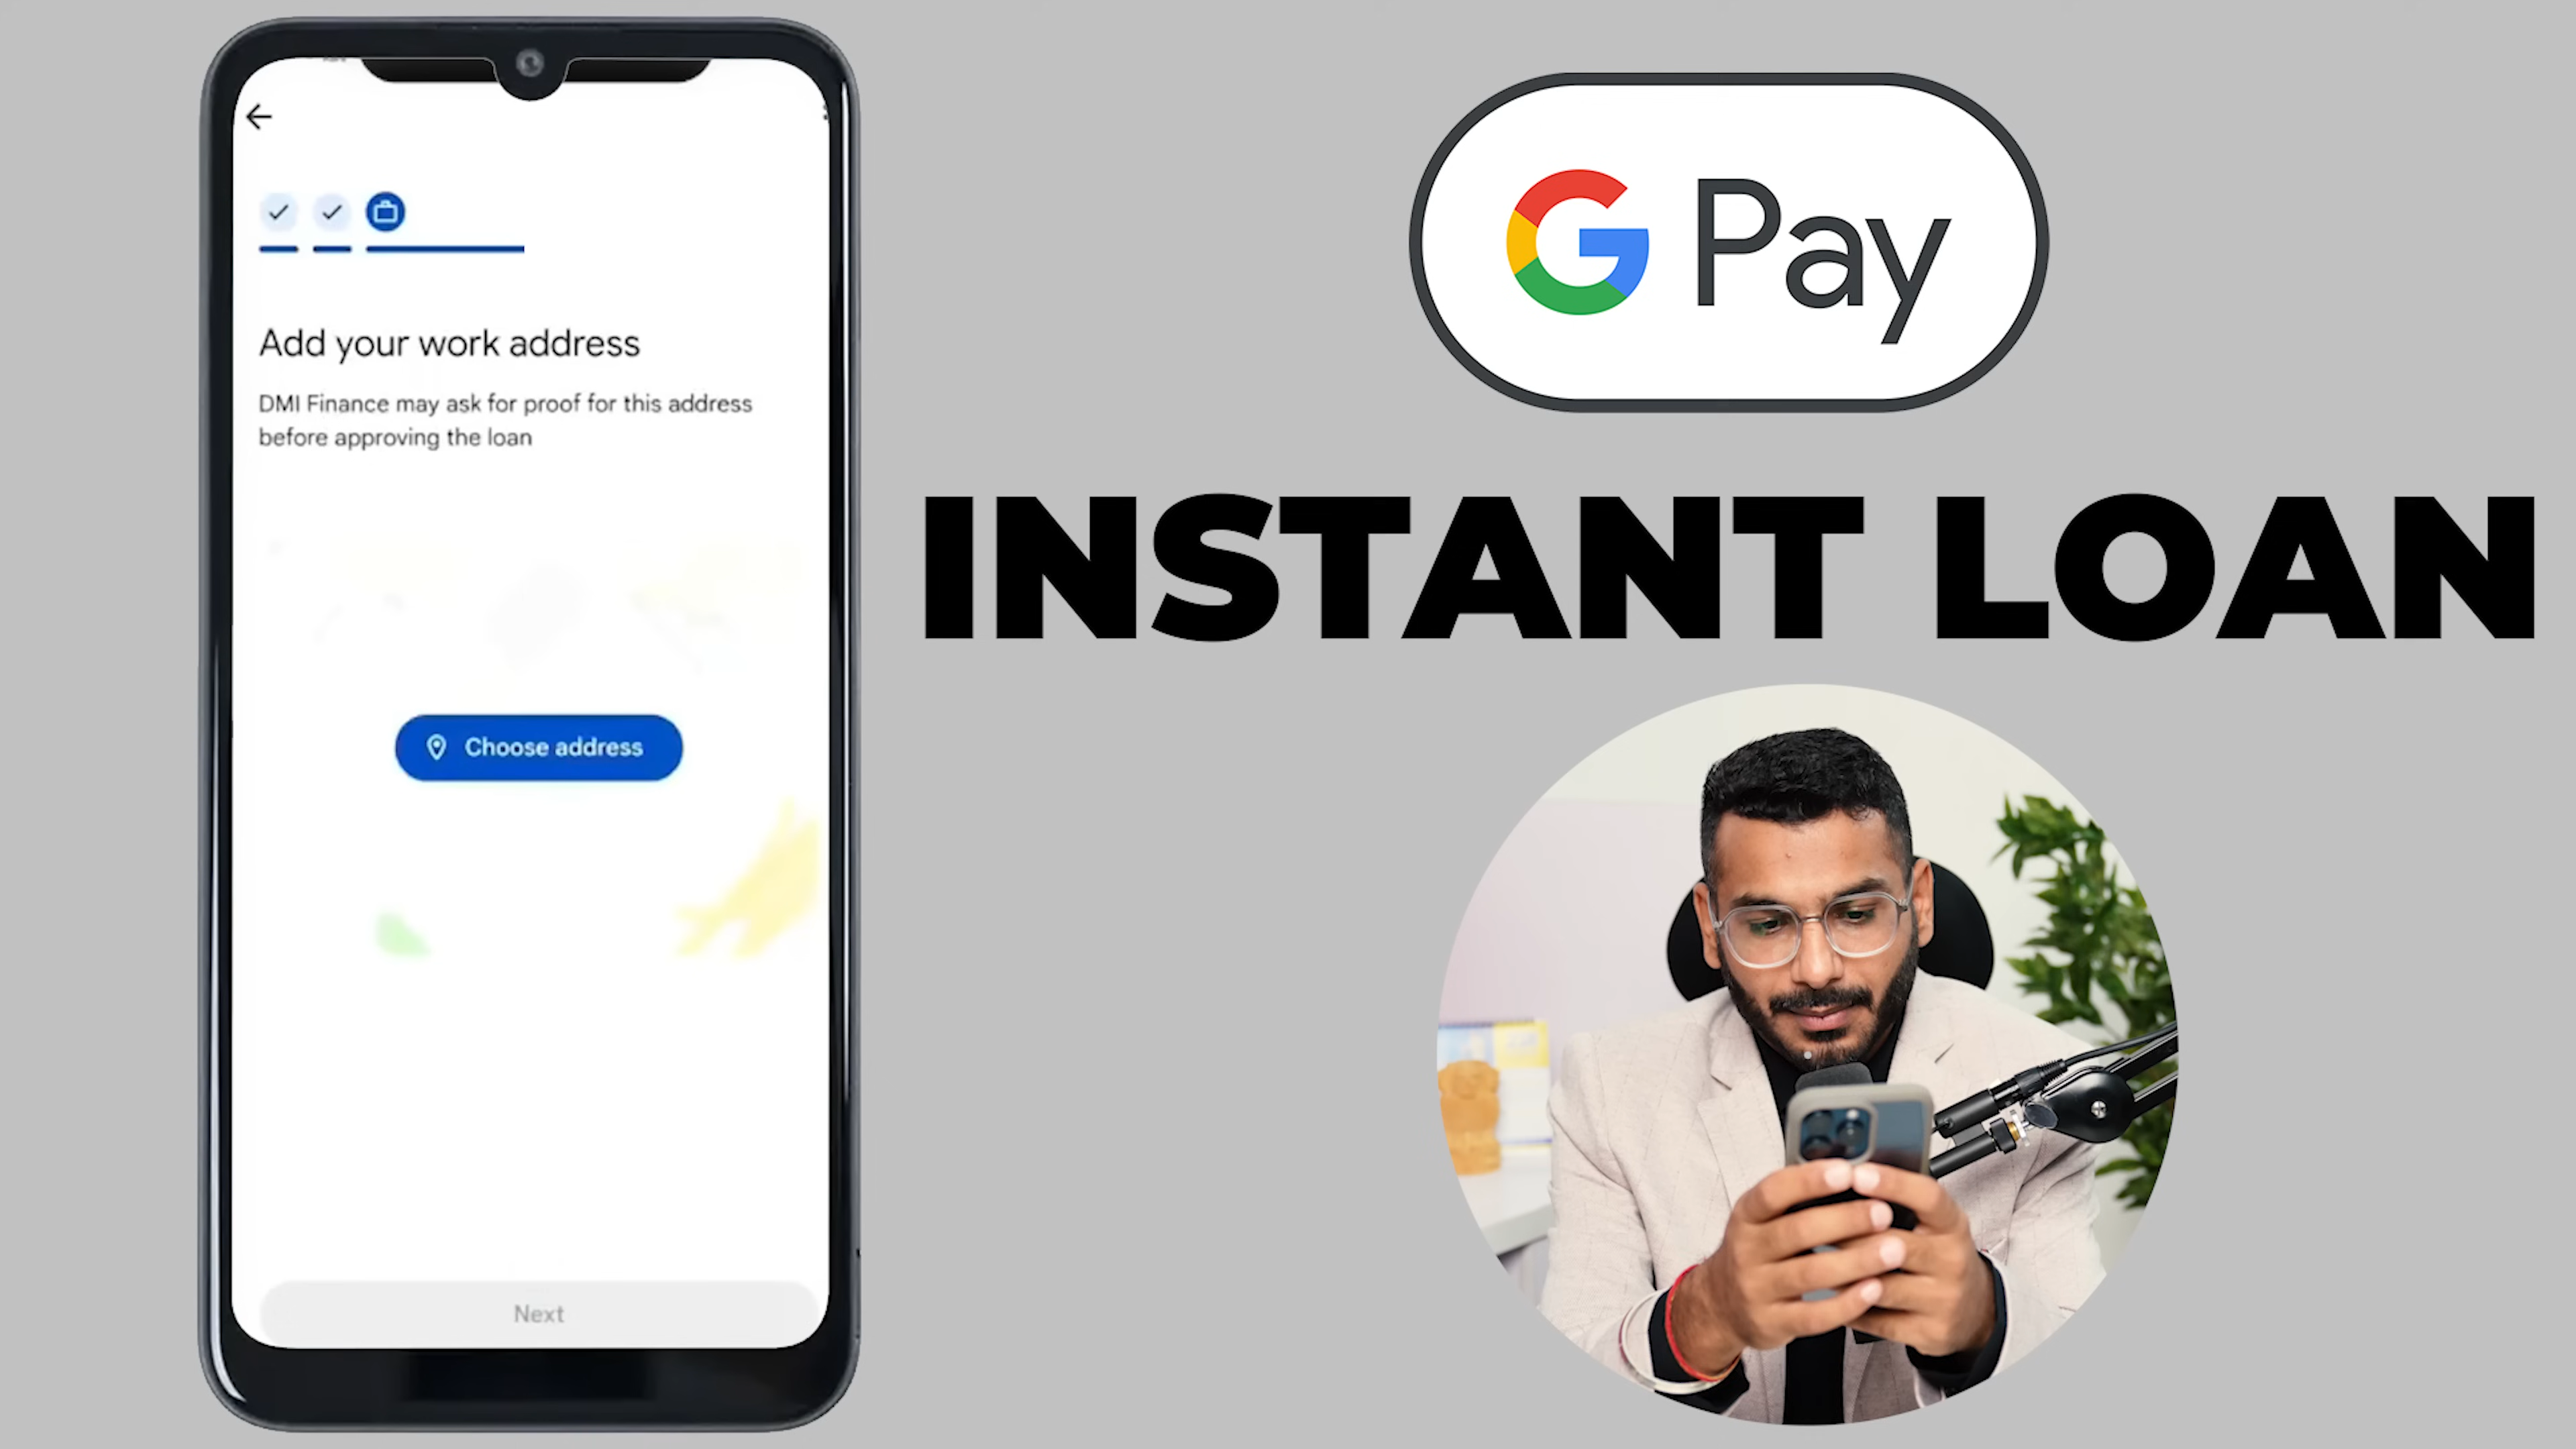 Add your work address
DMI Finance may ask for proof for this address
before approving the loan
Choose address
Next
G Pay
INSTANT LOAN